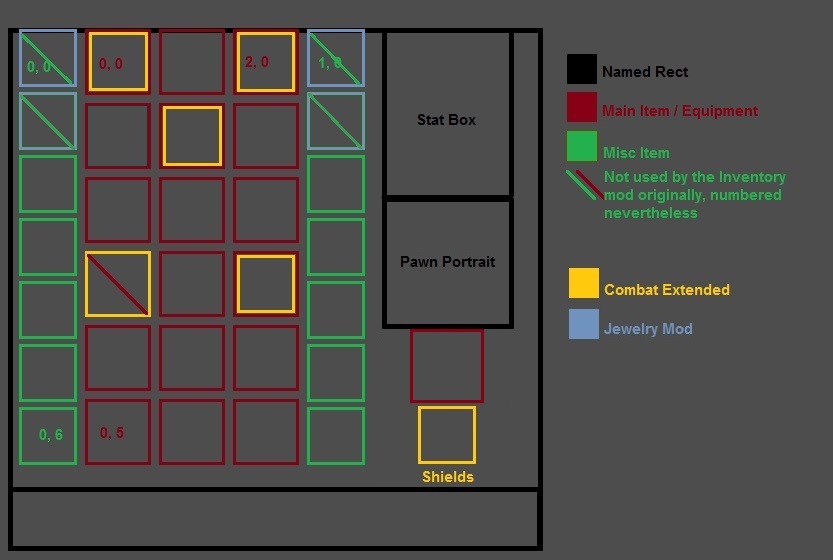 0, 0
0, 0
2, 0
1, 0
Stat Box
Pawn Portrait
0, 6
0, 5
Shields
Named Rect
Main Item / Equipment
Misc Item
Not used by the Inventory
mod originally, numbered
nevertheless
Combat Extended
Jewelry Mod